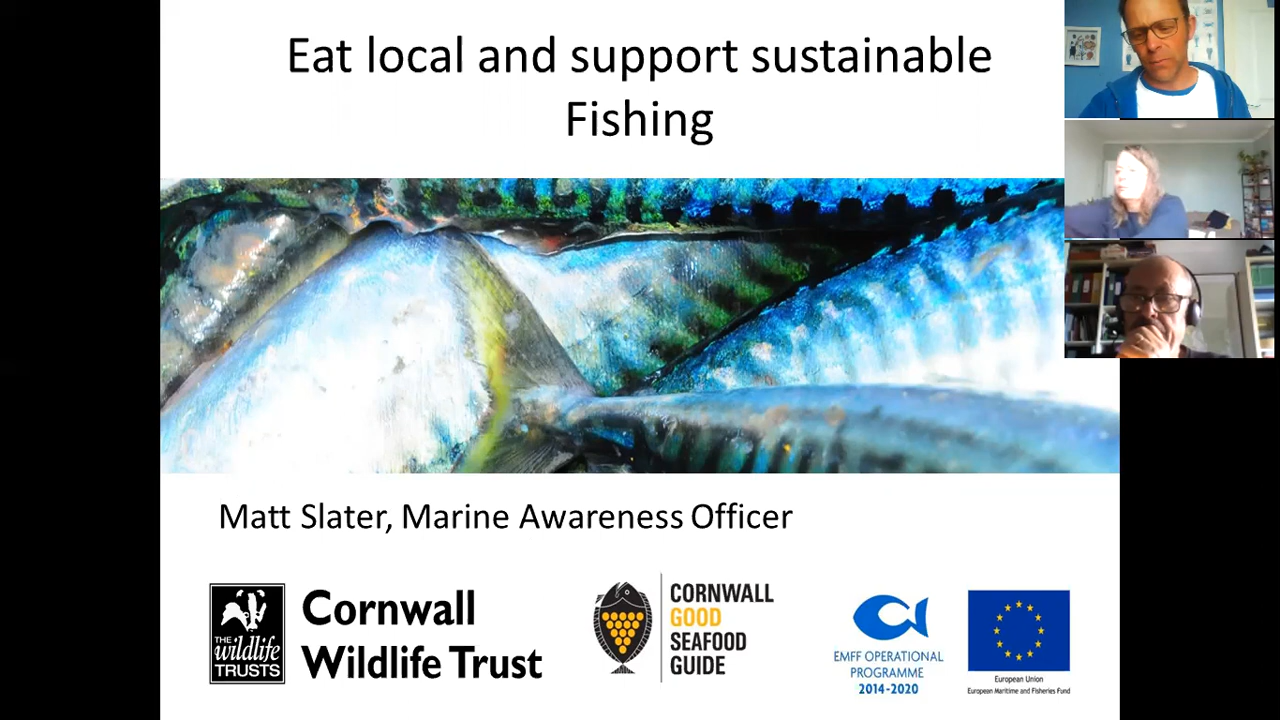 Eat local and support sustainable
Fishing
Matt Slater, Marine Awareness Officer
THE
wildlife
TRUSTS
Cornwall
Wildlife Trust
CORNWALL
GOOD
SEAFOOD
GUIDE
EMFF OPERATIONAL
PROGRAMME
2014-2020
European Union
European Maritime and Fisheries Fund